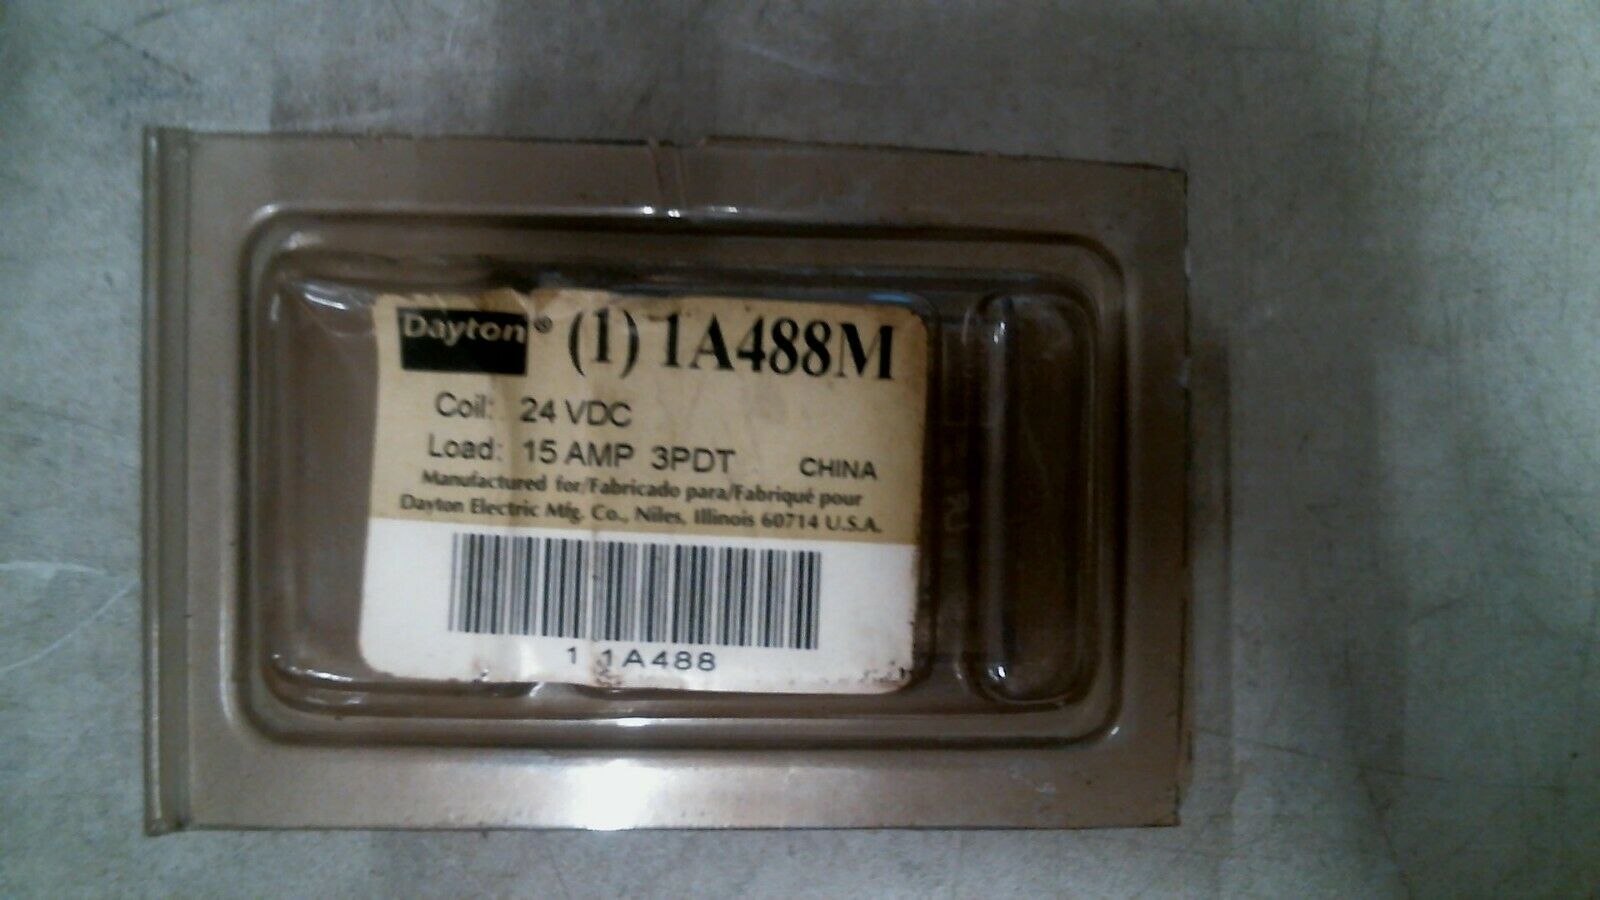 Dayton® (1) 1A488M
Coil: 24 VDC
Load: 15 AMP 3PDT CHINA
Manufactured for/Fabricado para/Fabriqué pour
Dayton Electric Mfg. Co., Niles, Illinois 60714 U.S.A.
1 1A488